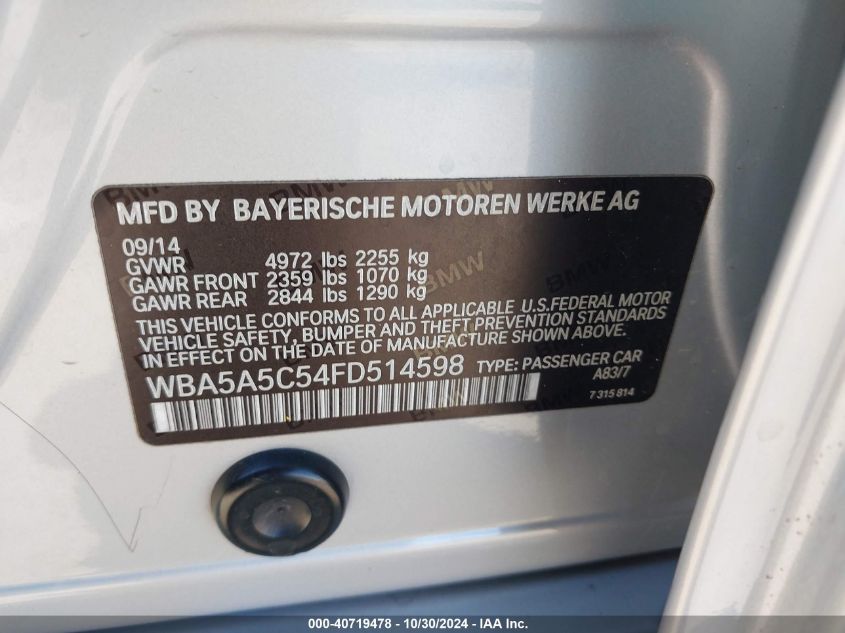 MFD BY BAYERISCHE MOTOREN WERKE AG
09/14
GVWR 4972 lbs 2255 kg
GAWR FRONT 2359 lbs 1070 kg
GAWR REAR 2844 lbs 1290 kg
THIS VEHICLE CONFORMS TO ALL APPLICABLE U.S.FEDERAL MOTOR
VEHICLE SAFETY, BUMPER AND THEFT PREVENTION STANDARDS
IN EFFECT ON THE DATE OF MANUFACTURE SHOWN ABOVE.
WBA5A5C54FD514598 TYPE: PASSENGER CAR
A83/7
7 315 814
000-40719478 - 10/30/2024 - IAA Inc.